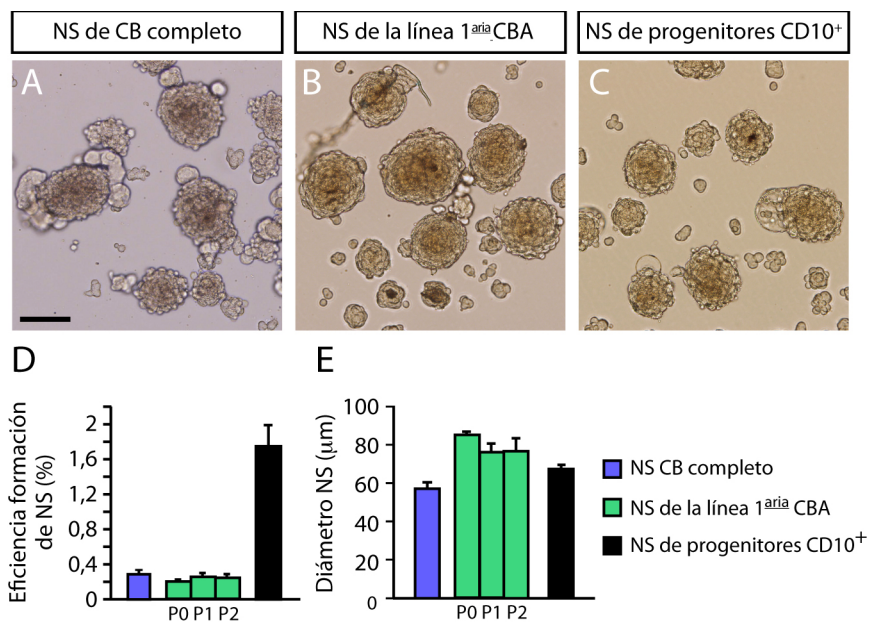 NS de CB completo
NS de la línea 1aria CBA
NS de progenitores CD10+
A
B
C
D
E
Eficiencia formación
de NS (%)
2
1,6
1,2
0,8
0,4
0
P0 P1 P2
Diámetro NS (µm)
100
80
60
40
20
0
P0 P1 P2
NS CB completo
NS de la línea 1aria CBA
NS de progenitores CD10+